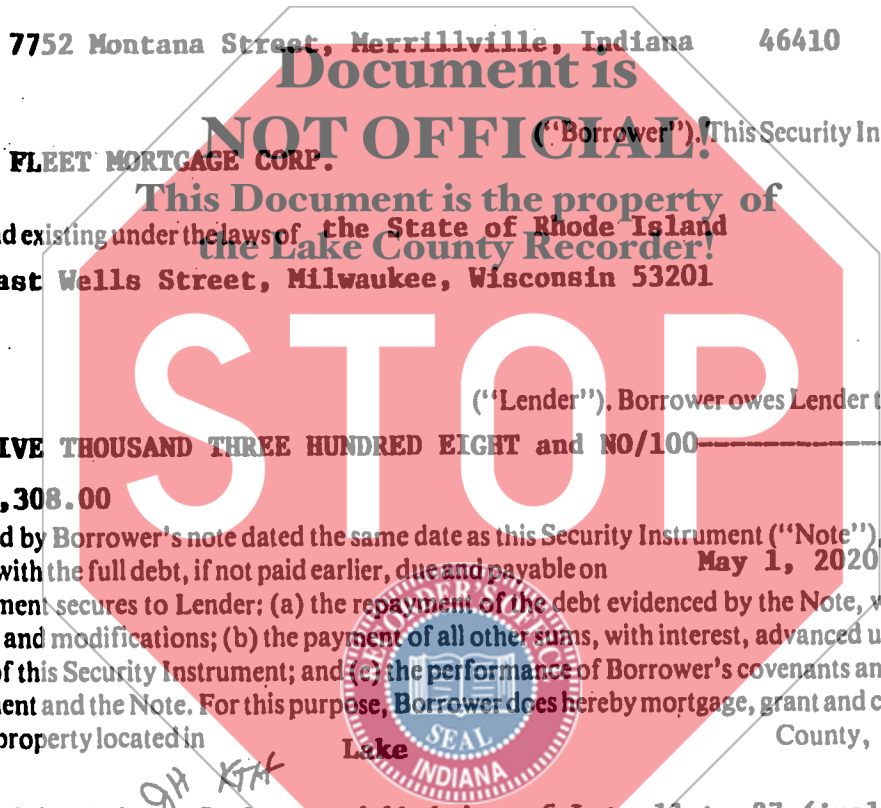 7752 Montana Street, Merrillville, Indiana 46410
Document is
NOT OFFICIAL!
("Borrower"). This Security In
FLEET MORTGAGE CORP.
This Document is the property of
d existing under the laws of the State of Rhode Island
the Lake County Recorder!
ast Wells Street, Milwaukee, Wisconsin 53201
STOP
("Lender"). Borrower owes Lender t
IVE THOUSAND THREE HUNDRED EIGHT and NO/100
,308.00
d by Borrower's note dated the same date as this Security Instrument ("Note"),
with the full debt, if not paid earlier, due and payable on May 1, 2020
ment secures to Lender: (a) the repayment of the debt evidenced by the Note, w
and modifications; (b) the payment of all other sums, with interest, advanced u
of this Security Instrument; and (c) the performance of Borrower's covenants an
ent and the Note. For this purpose, Borrower does hereby mortgage, grant and c
property located in Lake County,
RECORDER'S OFFICE
SEAL
INDIANA
JH KTH